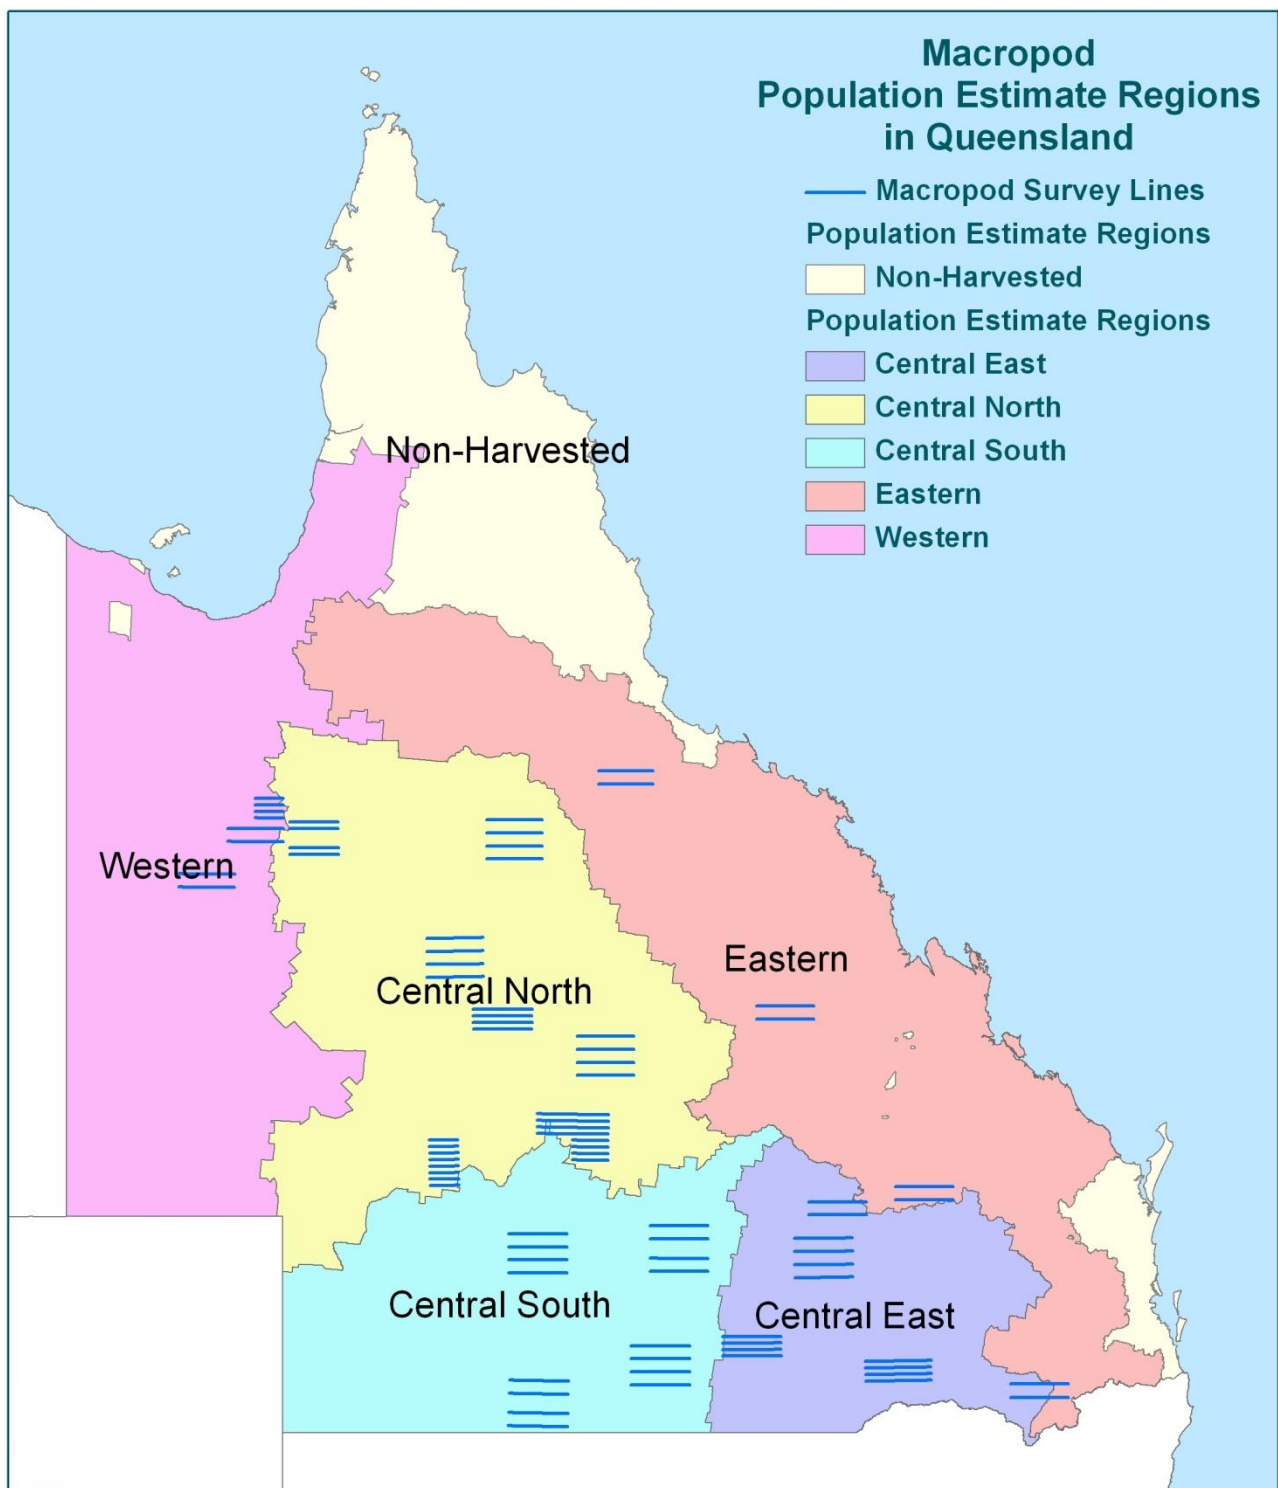 Macropod
Population Estimate Regions
in Queensland
Macropod Survey Lines
Population Estimate Regions
Non-Harvested
Population Estimate Regions
Central East
Central North
Central South
Eastern
Western
Non-Harvested
Western
Eastern
Central North
Central South
Central East